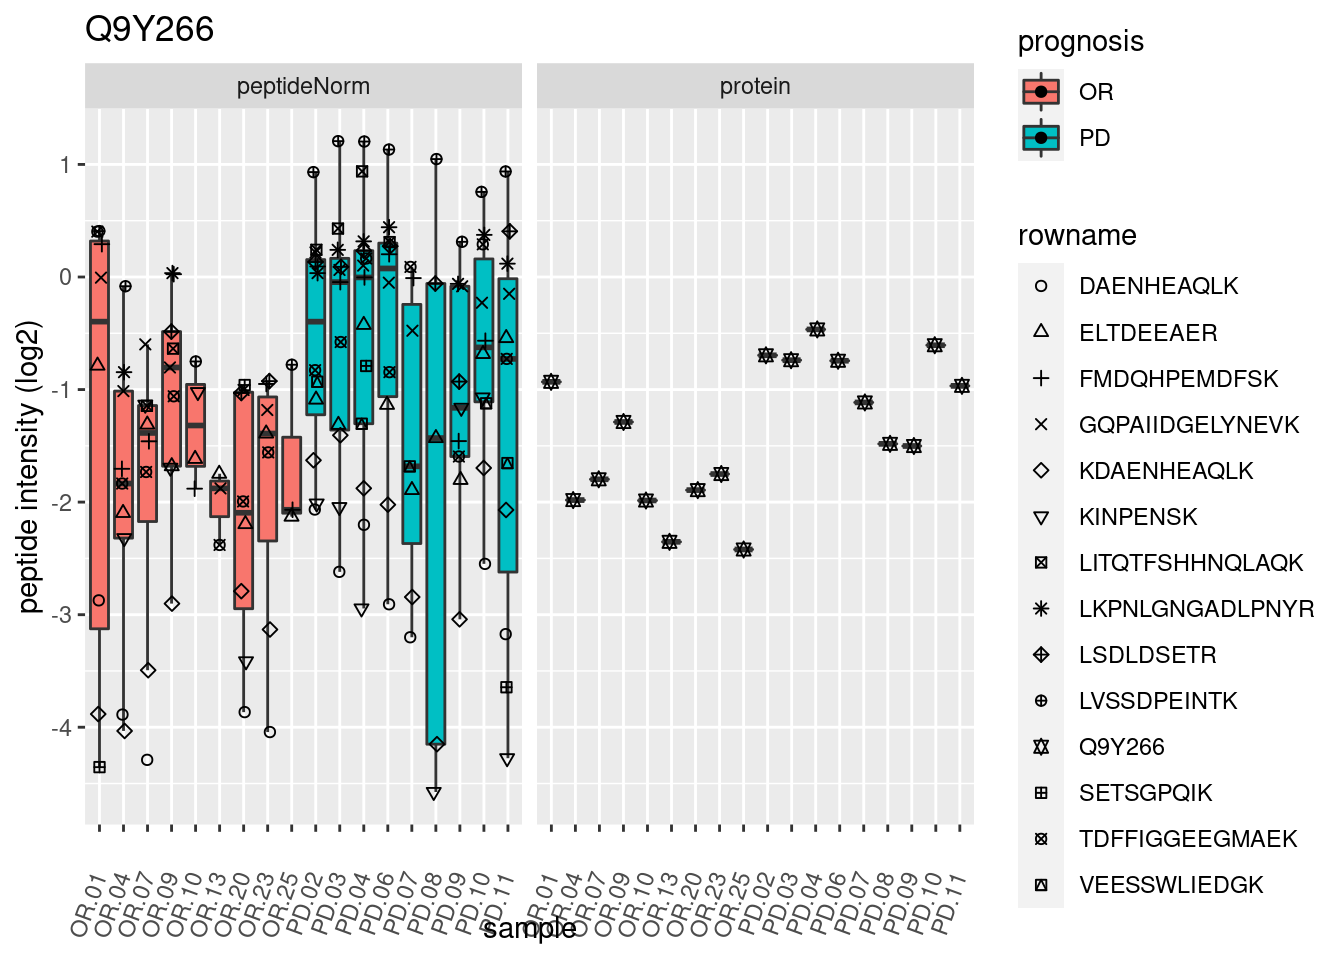 Q9Y266
peptideNorm
protein
peptide intensity (log2)
1
0
-1
-2
-3
-4
OR.01
OR.04
OR.07
OR.09
OR.10
OR.13
OR.20
OR.23
OR.25
PD.02
PD.03
PD.04
PD.06
PD.07
PD.08
PD.09
PD.10
PD.11
OR.01
OR.04
OR.07
OR.09
OR.10
OR.13
OR.20
OR.23
OR.25
PD.02
PD.03
PD.04
PD.06
PD.07
PD.08
PD.09
PD.10
PD.11
sample
prognosis
OR
PD
rowname
DAENHEAQLK
ELTDEEAER
FMDQHPEMDFSK
GQPAIIDGELYNEVK
KDAENHEAQLK
KINPENSK
LITQTFSHHNQLAQK
LKPNLGNGADLPNYR
LSDLDSETR
LVSSDPEINTK
Q9Y266
SETSGPQIK
TDFFIGGEEGMAEK
VEESSWLIEDGK